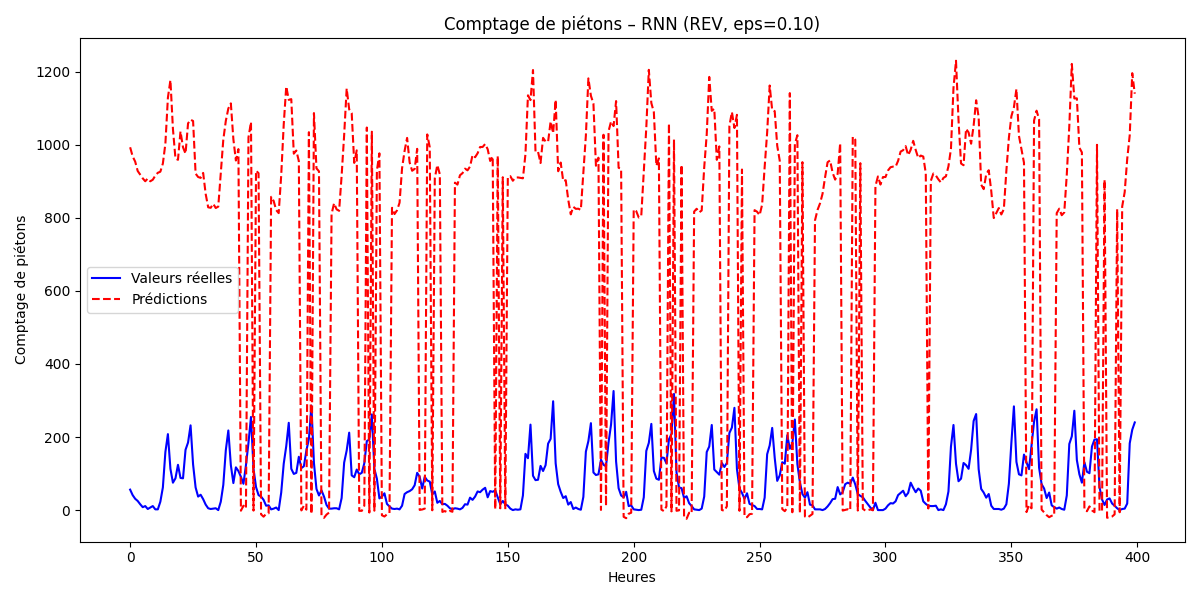 Comptage de piétons – RNN (REV, eps=0.10)
Comptage de piétons
1200
1000
800
600
400
200
0
Valeurs réelles
Prédictions
0 50 100 150 200 250 300 350 400
Heures